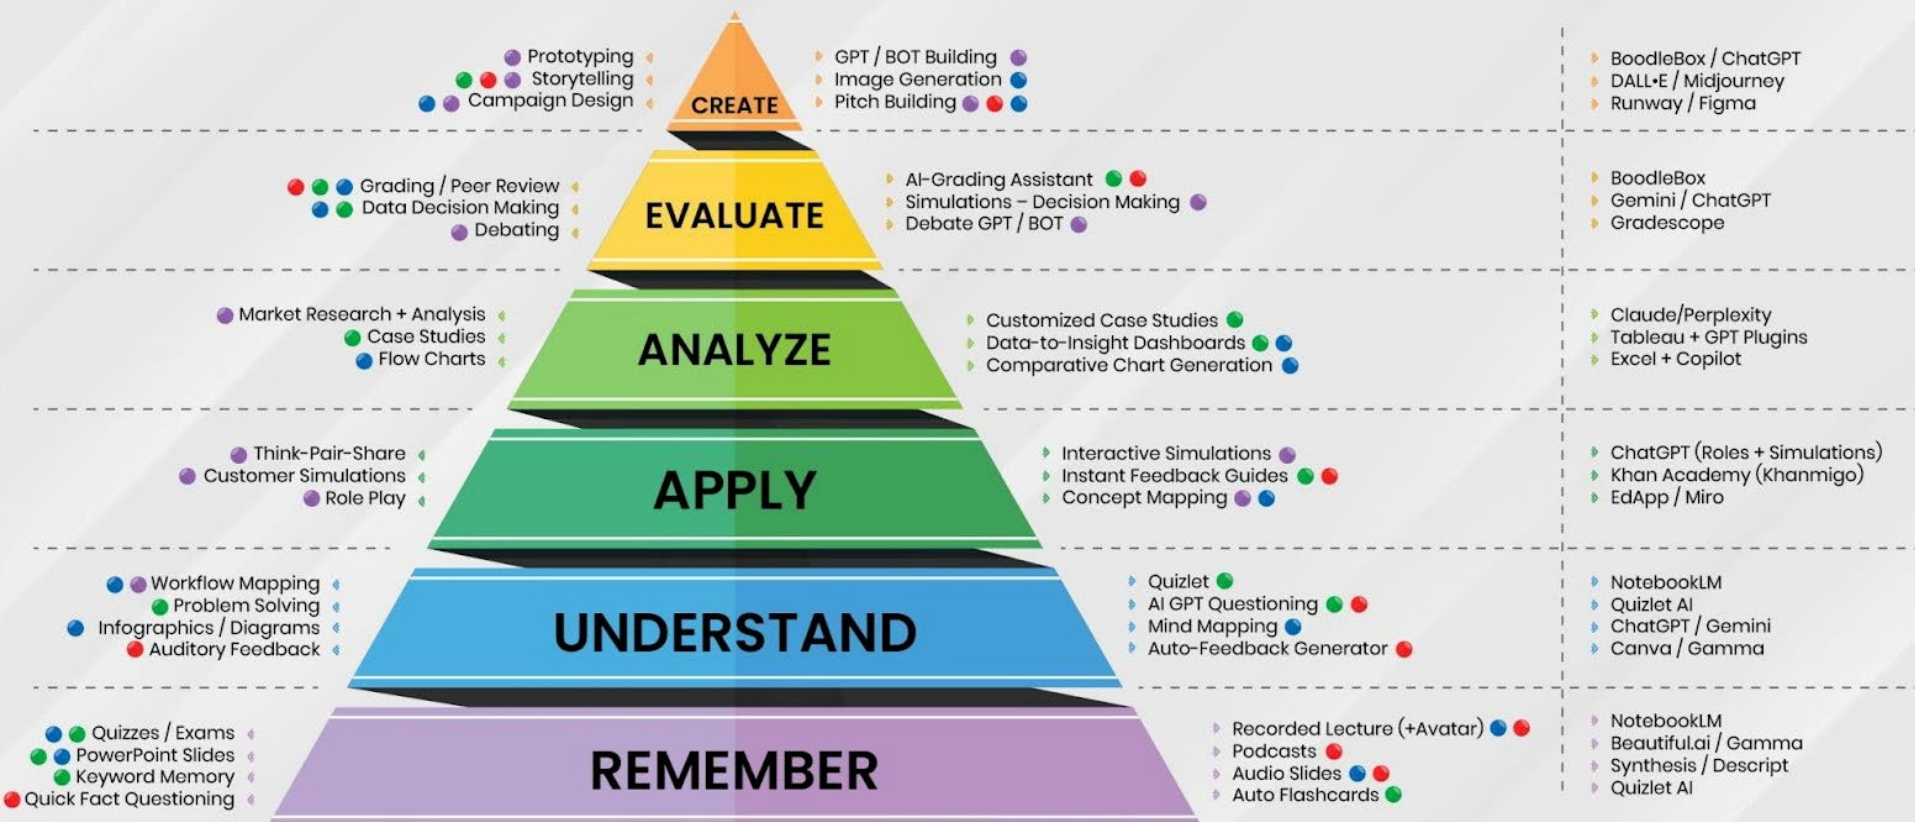 Prototyping
Storytelling
Campaign Design
CREATE
GPT / BOT Building
Image Generation
Pitch Building
BoodleBox / ChatGPT
DALL•E / Midjourney
Runway / Figma
Grading / Peer Review
Data Decision Making
Debating
EVALUATE
AI-Grading Assistant
Simulations – Decision Making
Debate GPT / BOT
BoodleBox
Gemini / ChatGPT
Gradescope
Market Research + Analysis
Case Studies
Flow Charts
ANALYZE
Customized Case Studies
Data-to-Insight Dashboards
Comparative Chart Generation
Claude/Perplexity
Tableau + GPT Plugins
Excel + Copilot
Think-Pair-Share
Customer Simulations
Role Play
APPLY
Interactive Simulations
Instant Feedback Guides
Concept Mapping
ChatGPT (Roles + Simulations)
Khan Academy (Khanmigo)
EdApp / Miro
Workflow Mapping
Problem Solving
Infographics / Diagrams
Auditory Feedback
UNDERSTAND
Quizlet
AI GPT Questioning
Mind Mapping
Auto-Feedback Generator
NotebookLM
Quizlet AI
ChatGPT / Gemini
Canva / Gamma
Quizzes / Exams
PowerPoint Slides
Keyword Memory
Quick Fact Questioning
REMEMBER
Recorded Lecture (+Avatar)
Podcasts
Audio Slides
Auto Flashcards
NotebookLM
Beautiful.ai / Gamma
Synthesis / Descript
Quizlet AI